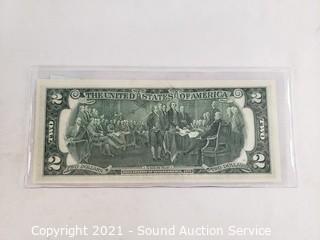 THE UNITED STATES OF AMERICA
2
2
TWO
TWO
2
2
TWO DOLLARS
TWO DOLLARS
Copyright 2021 - Sound Auction Service